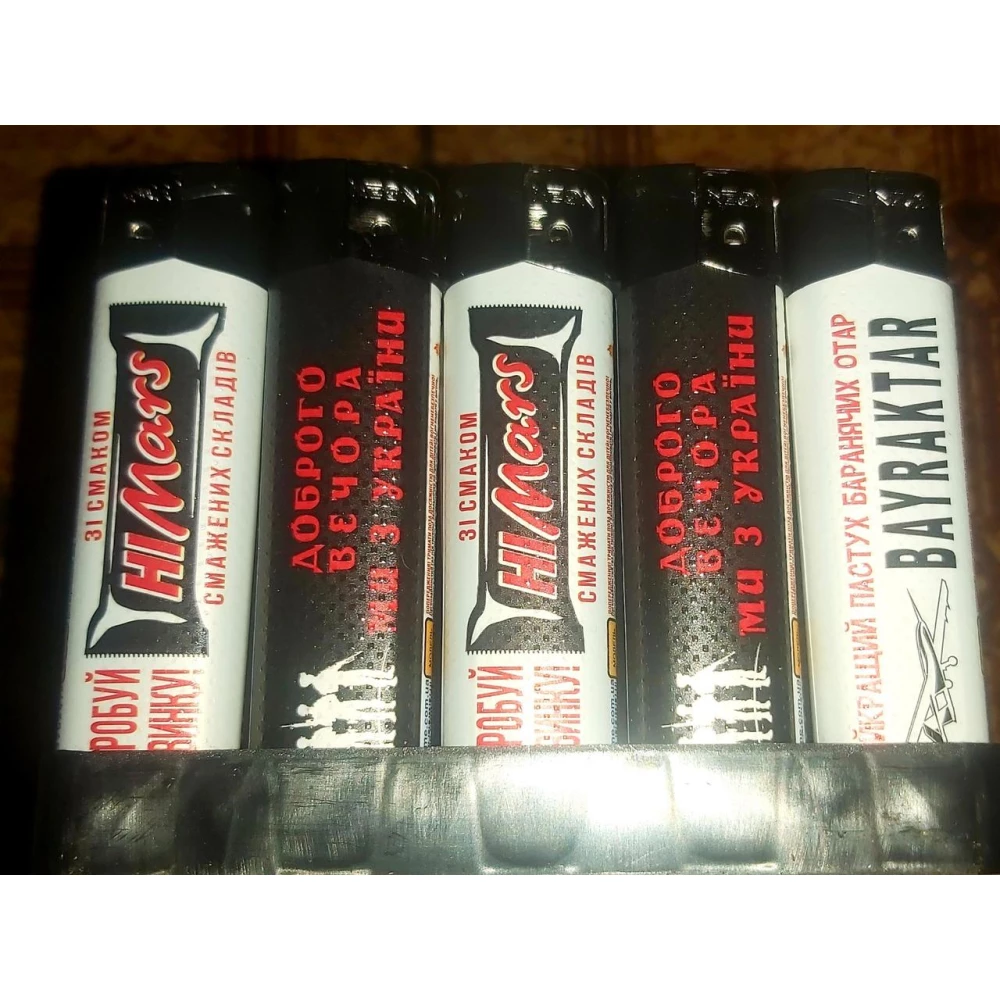 РОБУЙ
ВИНКУ!
ЗІ СМАКОМ
HIMars
СМАЖЕНИХ СКЛАДІВ
ДОБРОГО
ВЕЧОРА
МИ З УКРАЇНИ
РОБУЙ
ВИНКУ!
ЗІ СМАКОМ
HIMars
СМАЖЕНИХ СКЛАДІВ
ДОБРОГО
ВЕЧОРА
МИ З УКРАЇНИ
ЙКРАЩИЙ ПАСТУХ БАРАНЯЧИХ ОТАР
BAYRAKTAR